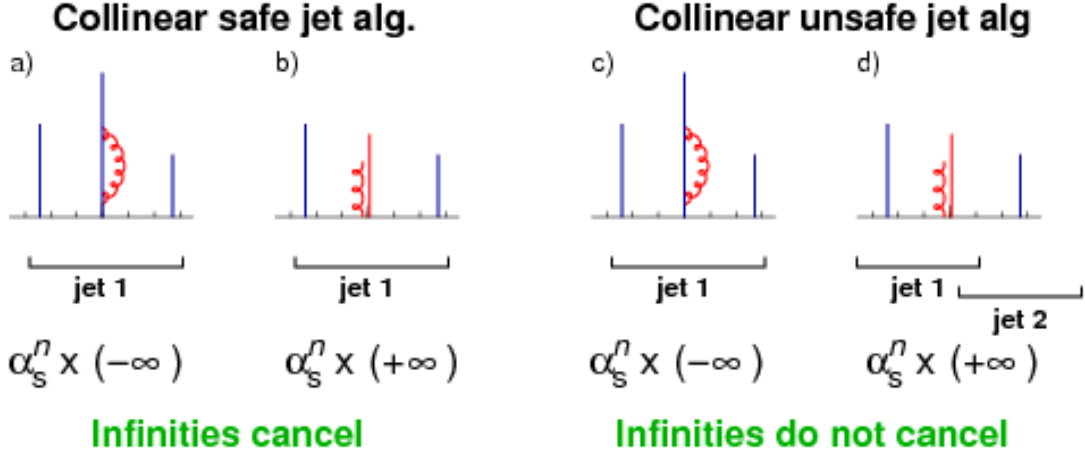 Collinear safe jet alg.
Collinear unsafe jet alg
a)
b)
c)
d)
jet 1
jet 1
jet 1
jet 1
jet 2
αₛⁿ x (−∞)
αₛⁿ x (+∞)
αₛⁿ x (−∞)
αₛⁿ x (+∞)
Infinities cancel
Infinities do not cancel